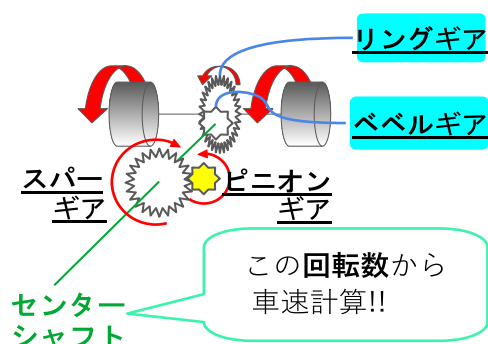 リングギア
ベベルギア
スパー
ギア
ピニオン
ギア
この回転数から
車速計算!!
センター
シャフト